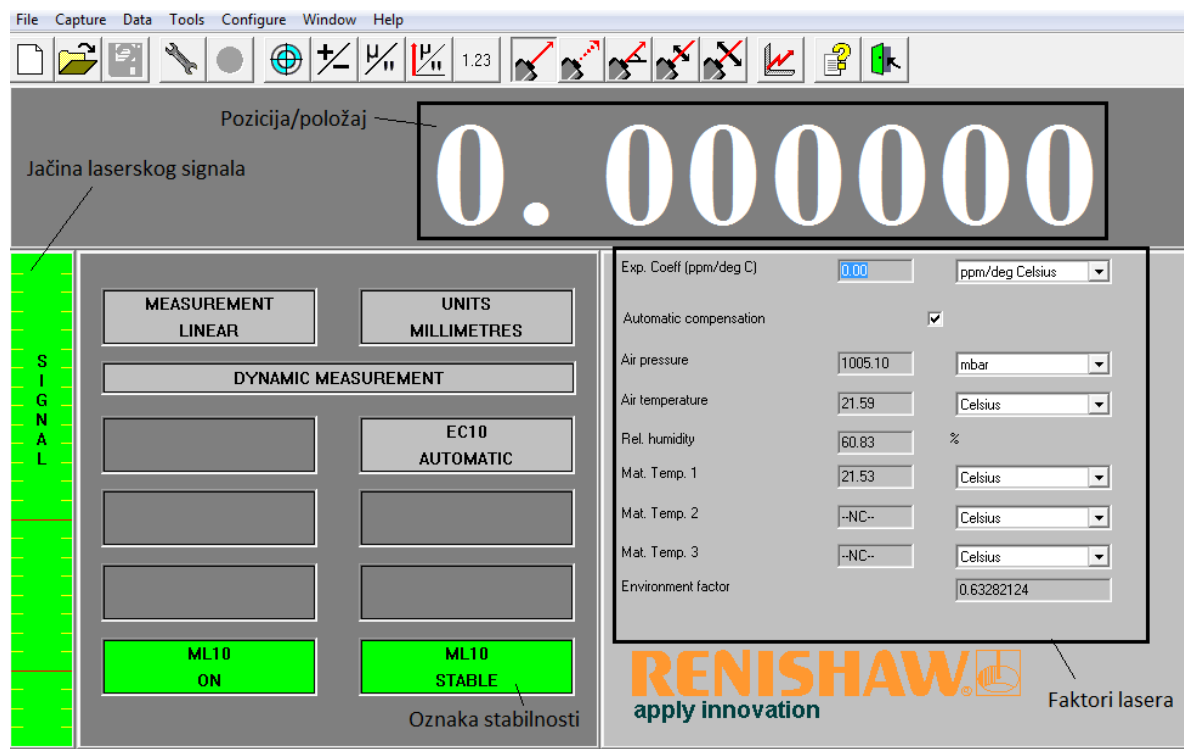 File Capture Data Tools Configure Window Help
1.23
Pozicija/položaj
0.000000
Jačina laserskog signala
SIGNAL
MEASUREMENT
LINEAR
UNITS
MILLIMETRES
DYNAMIC MEASUREMENT
EC10
AUTOMATIC
ML10
ON
ML10
STABLE
Oznaka stabilnosti
Exp. Coeff (ppm/deg C) 0.00 ppm/deg Celsius
Automatic compensation
Air pressure 1005.10 mbar
Air temperature 21.59 Celsius
Rel. humidity 60.83 %
Mat. Temp. 1 21.53 Celsius
Mat. Temp. 2 --NC-- Celsius
Mat. Temp. 3 --NC-- Celsius
Environment factor 0.63282124
RENISHAW.
apply innovation
Faktori lasera